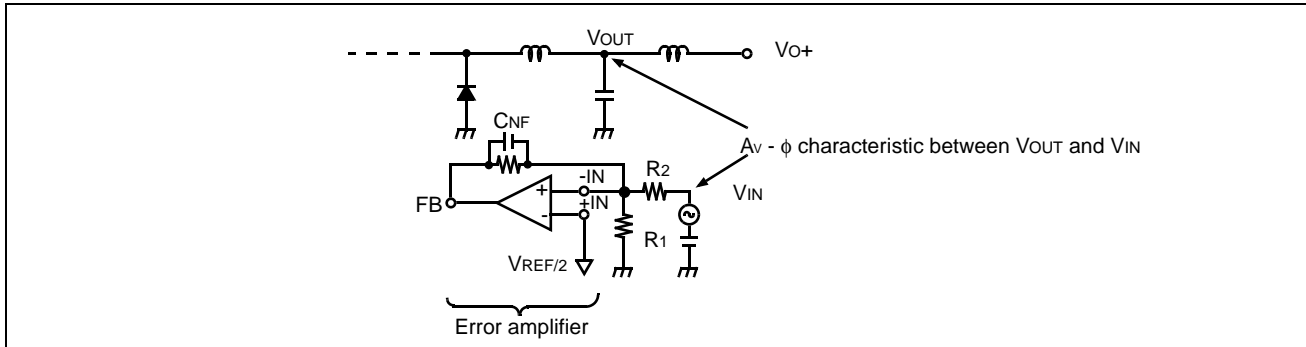 VOUT
VO+
CNF
AV - ϕ characteristic between VOUT and VIN
-IN
R2
VIN
+
+IN
FB
-
R1
VREF/2
Error amplifier